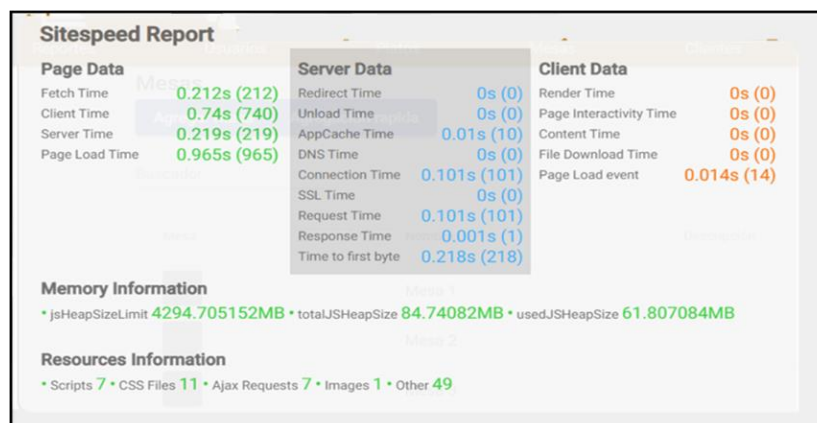 Sitespeed Report
Page Data
Fetch Time 0.212s (212)
Client Time 0.74s (740)
Server Time 0.219s (219)
Page Load Time 0.965s (965)
Server Data
Redirect Time 0s (0)
Unload Time 0s (0)
AppCache Time 0.01s (10)
DNS Time 0s (0)
Connection Time 0.101s (101)
SSL Time 0s (0)
Request Time 0.101s (101)
Response Time 0.001s (1)
Time to first byte 0.218s (218)
Client Data
Render Time 0s (0)
Page Interactivity Time 0s (0)
Content Time 0s (0)
File Download Time 0s (0)
Page Load event 0.014s (14)
Memory Information
• jsHeapSizeLimit 4294.705152MB • totalJSHeapSize 84.74082MB • usedJSHeapSize 61.807084MB
Resources Information
• Scripts 7 • CSS Files 11 • Ajax Requests 7 • Images 1 • Other 49
Mesas
Mesa 1
Mesa 2